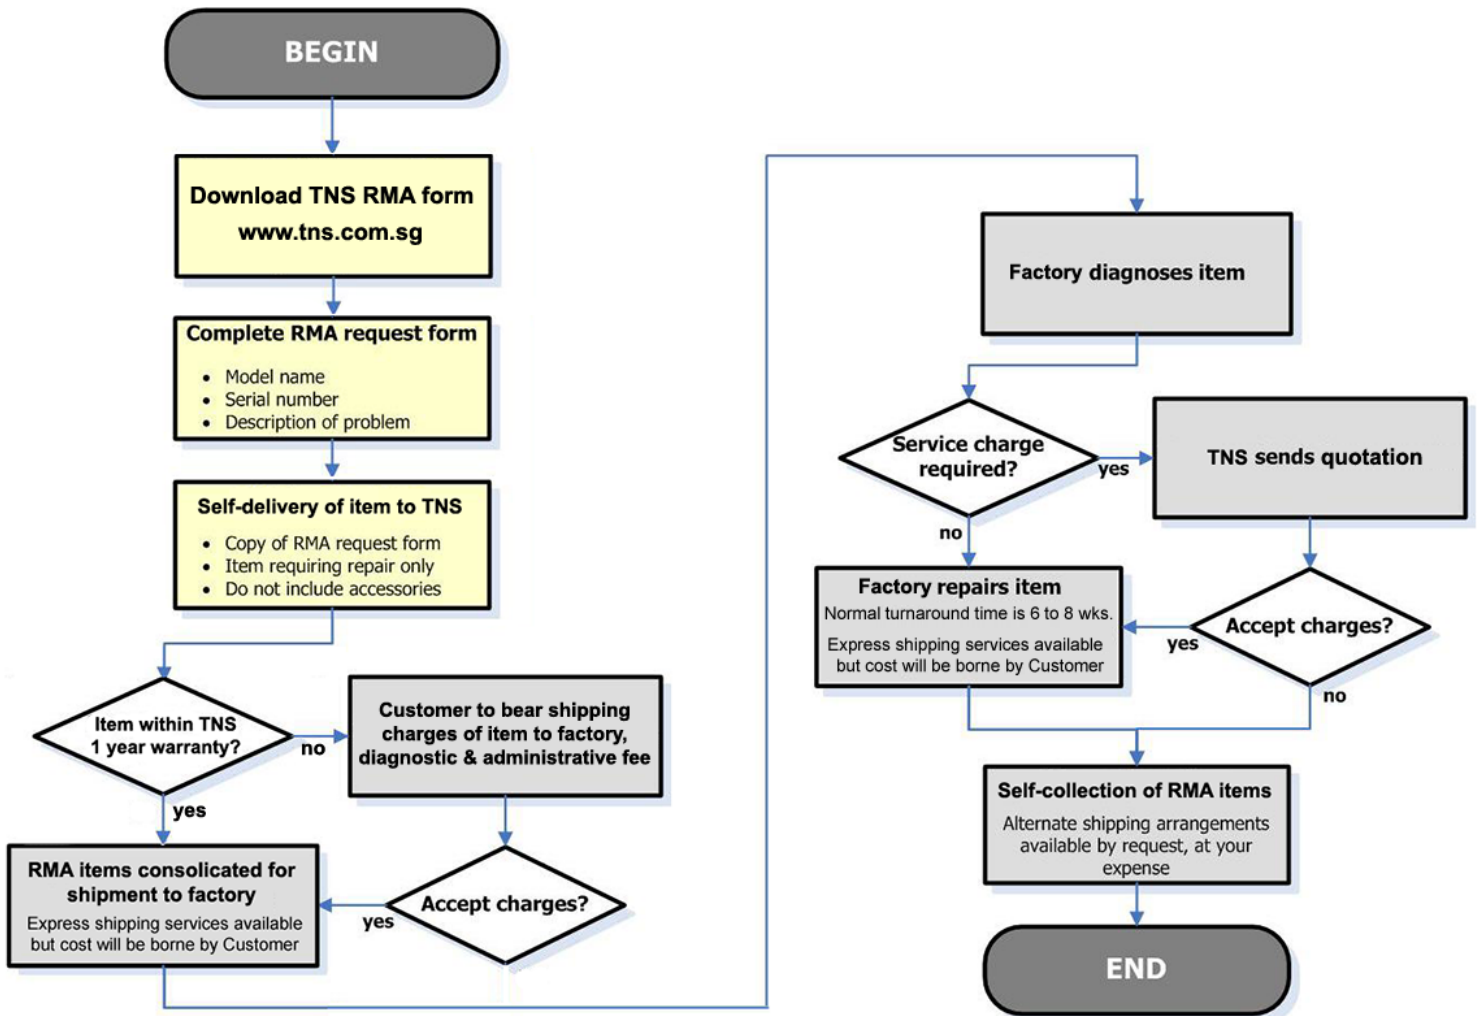 BEGIN
Download TNS RMA form
www.tns.com.sg
Complete RMA request form
• Model name
• Serial number
• Description of problem
Self-delivery of item to TNS
• Copy of RMA request form
• Item requiring repair only
• Do not include accessories
Item within TNS
1 year warranty?
no
yes
Customer to bear shipping
charges of item to factory,
diagnostic & administrative fee
Accept charges?
yes
RMA items consolicated for
shipment to factory
Express shipping services available
but cost will be borne by Customer
Factory diagnoses item
Service charge
required?
yes
no
TNS sends quotation
Accept charges?
yes
no
Factory repairs item
Normal turnaround time is 6 to 8 wks.
Express shipping services available
but cost will be borne by Customer
Self-collection of RMA items
Alternate shipping arrangements
available by request, at your
expense
END